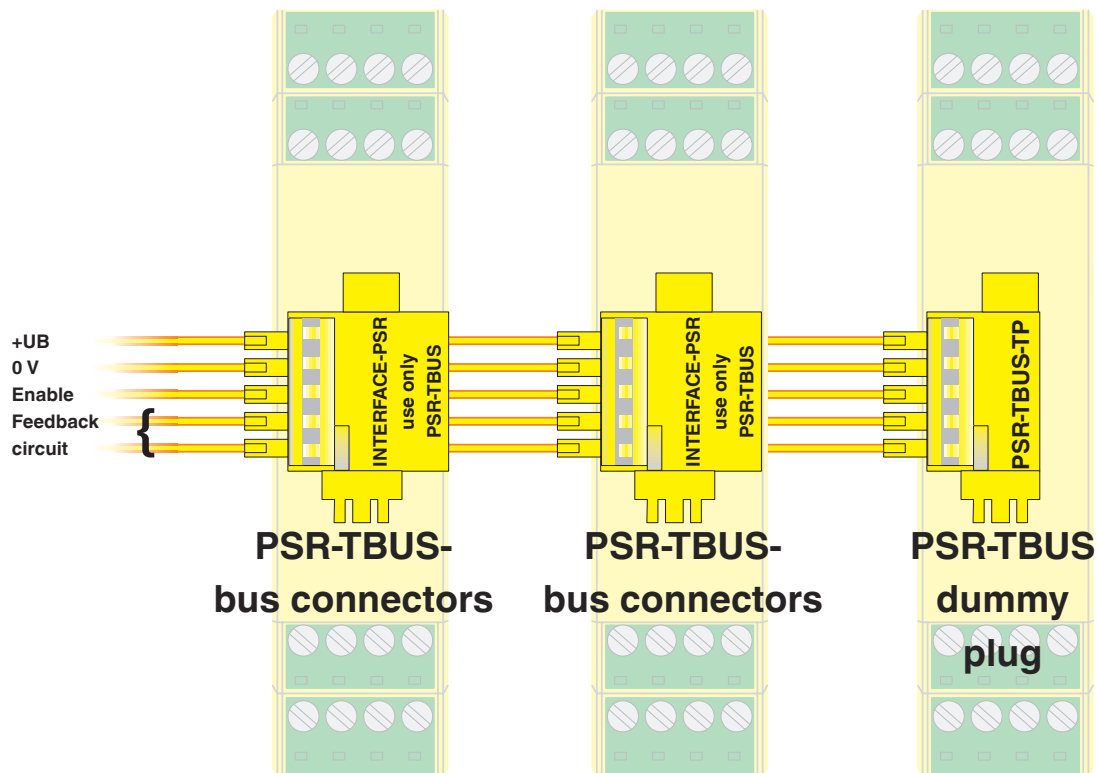 +UB
0 V
Enable
Feedback
circuit
{
INTERFACE-PSR
use only
PSR-TBUS
INTERFACE-PSR
use only
PSR-TBUS
PSR-TBUS-TP
PSR-TBUS-
bus connectors
PSR-TBUS-
bus connectors
PSR-TBUS
dummy
plug